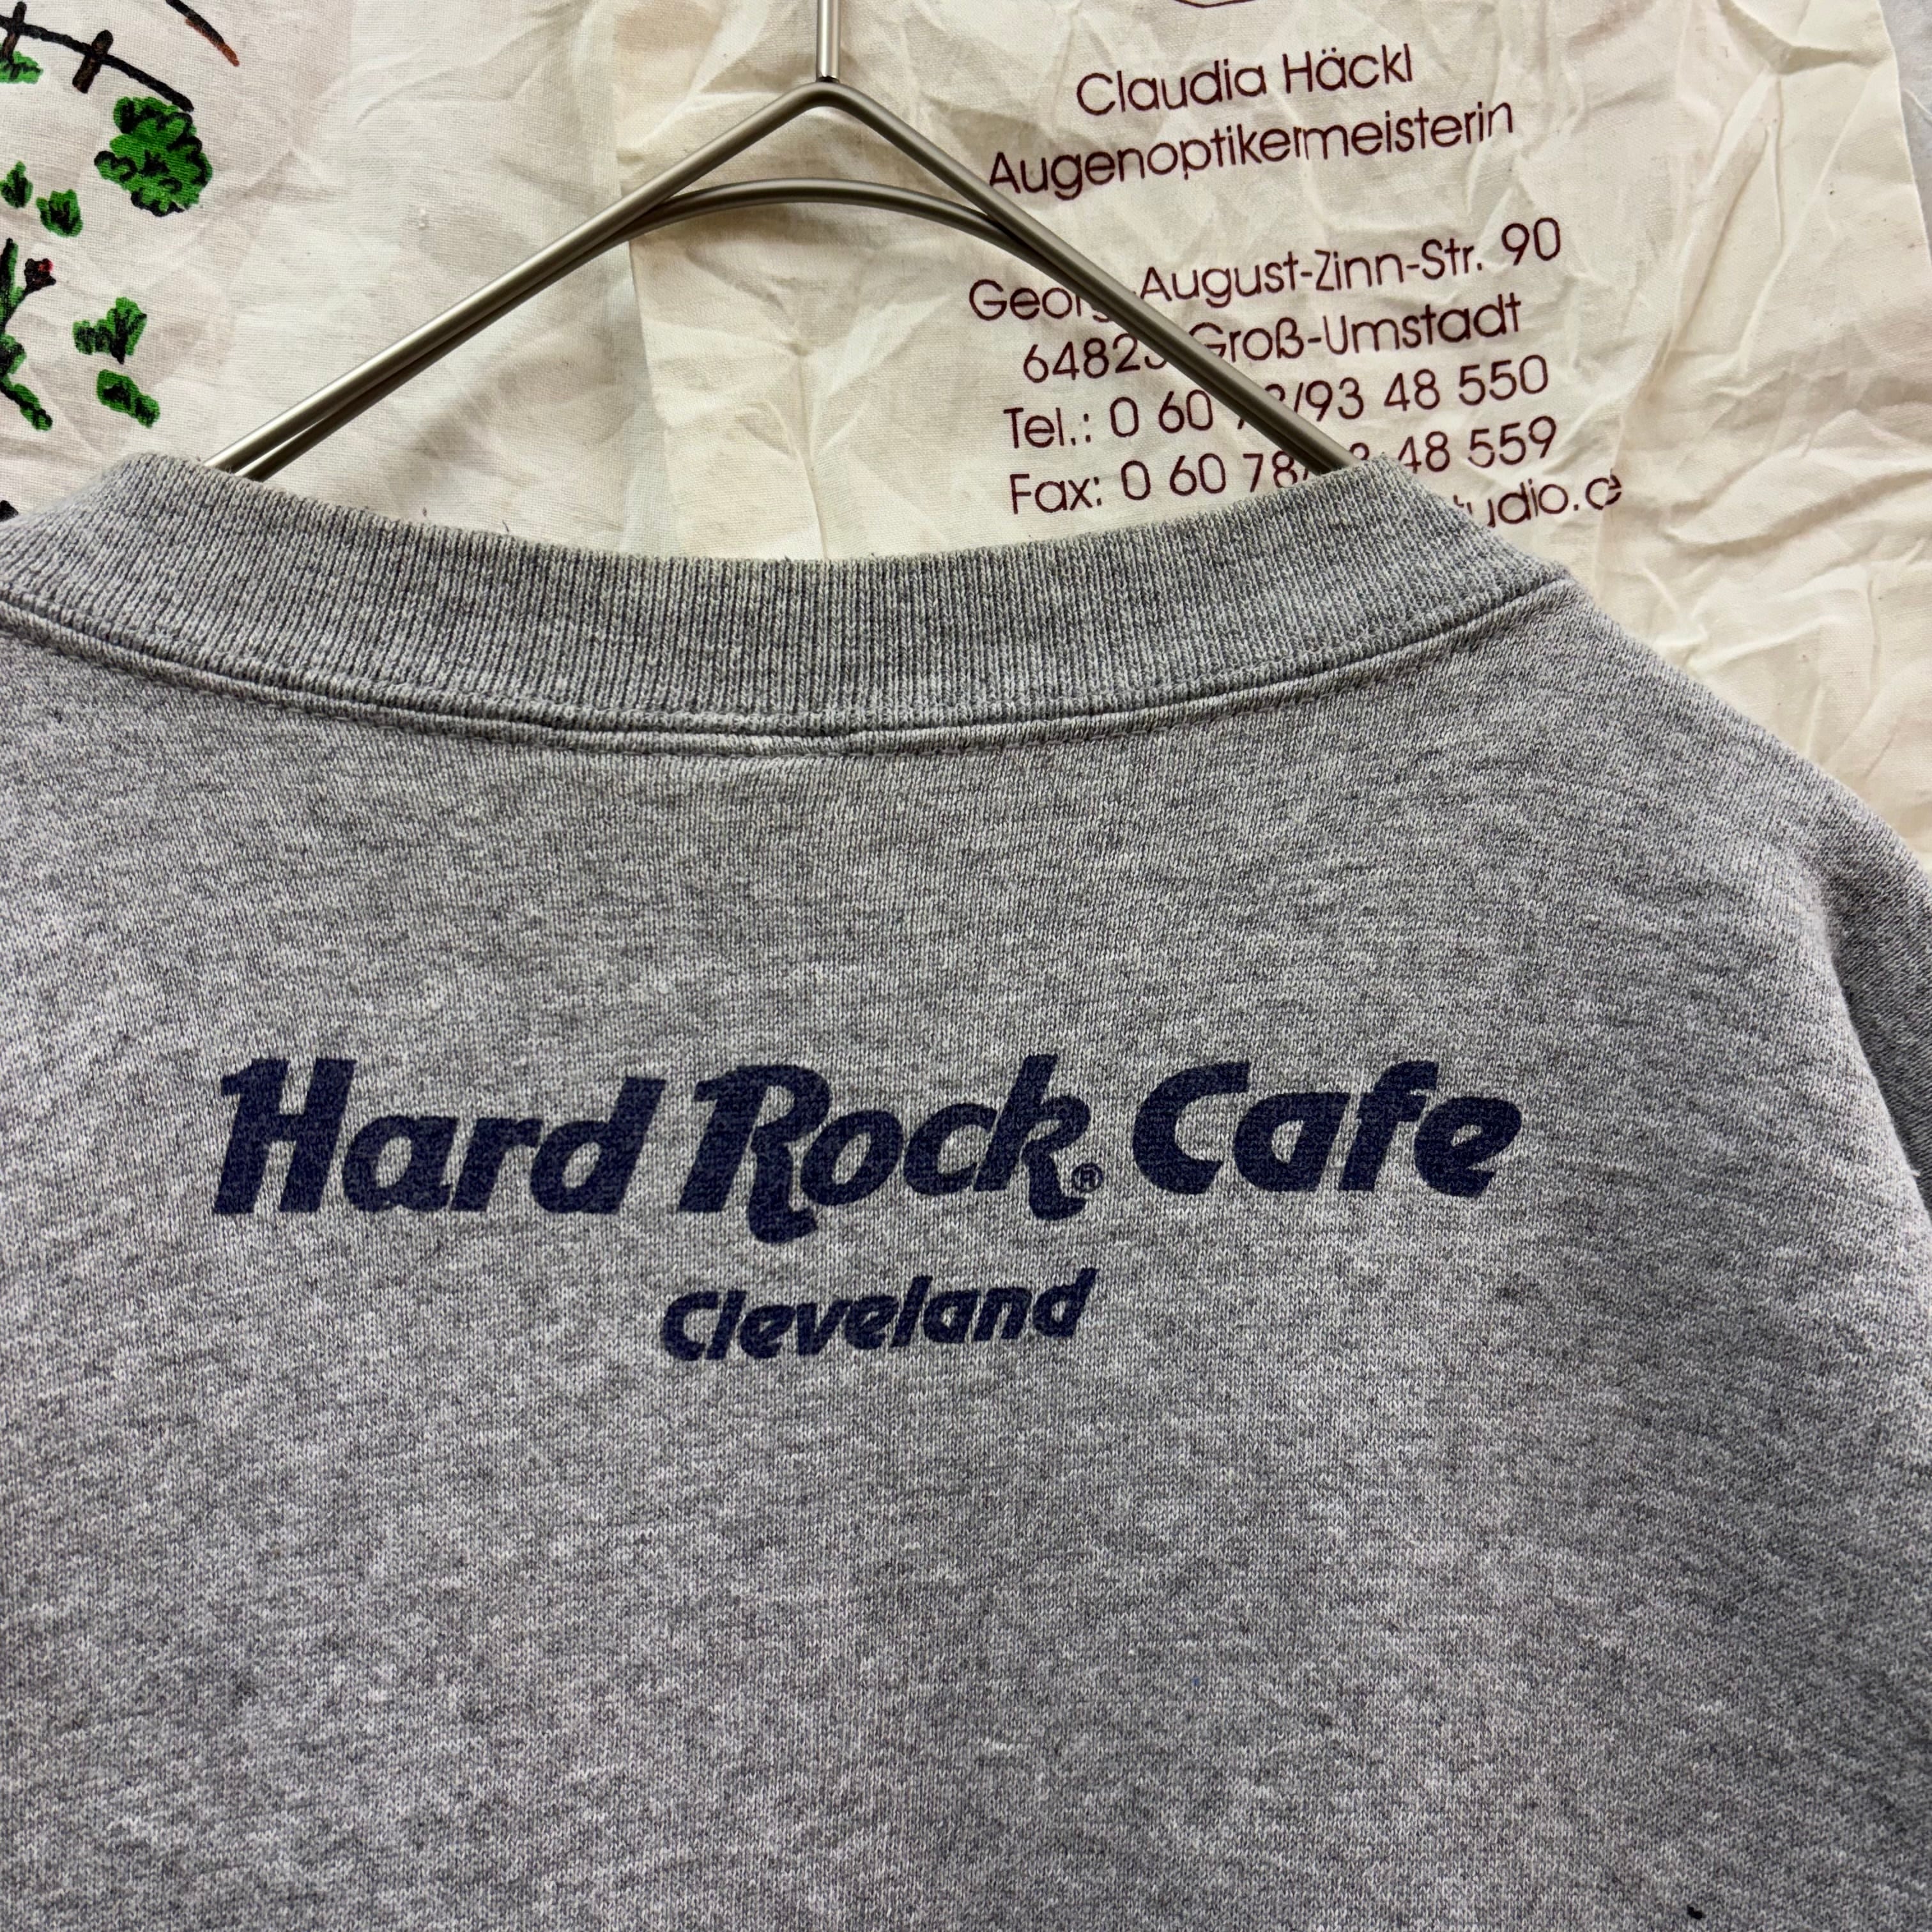 Claudia Häckl
Augenoptikermeisterin
August-Zinn-Str. 90
Groß-Umstadt
Tel.: 0 60 /93 48 550
Fax: 0 60 78/ 48 559
Hard Rock® Cafe
Cleveland